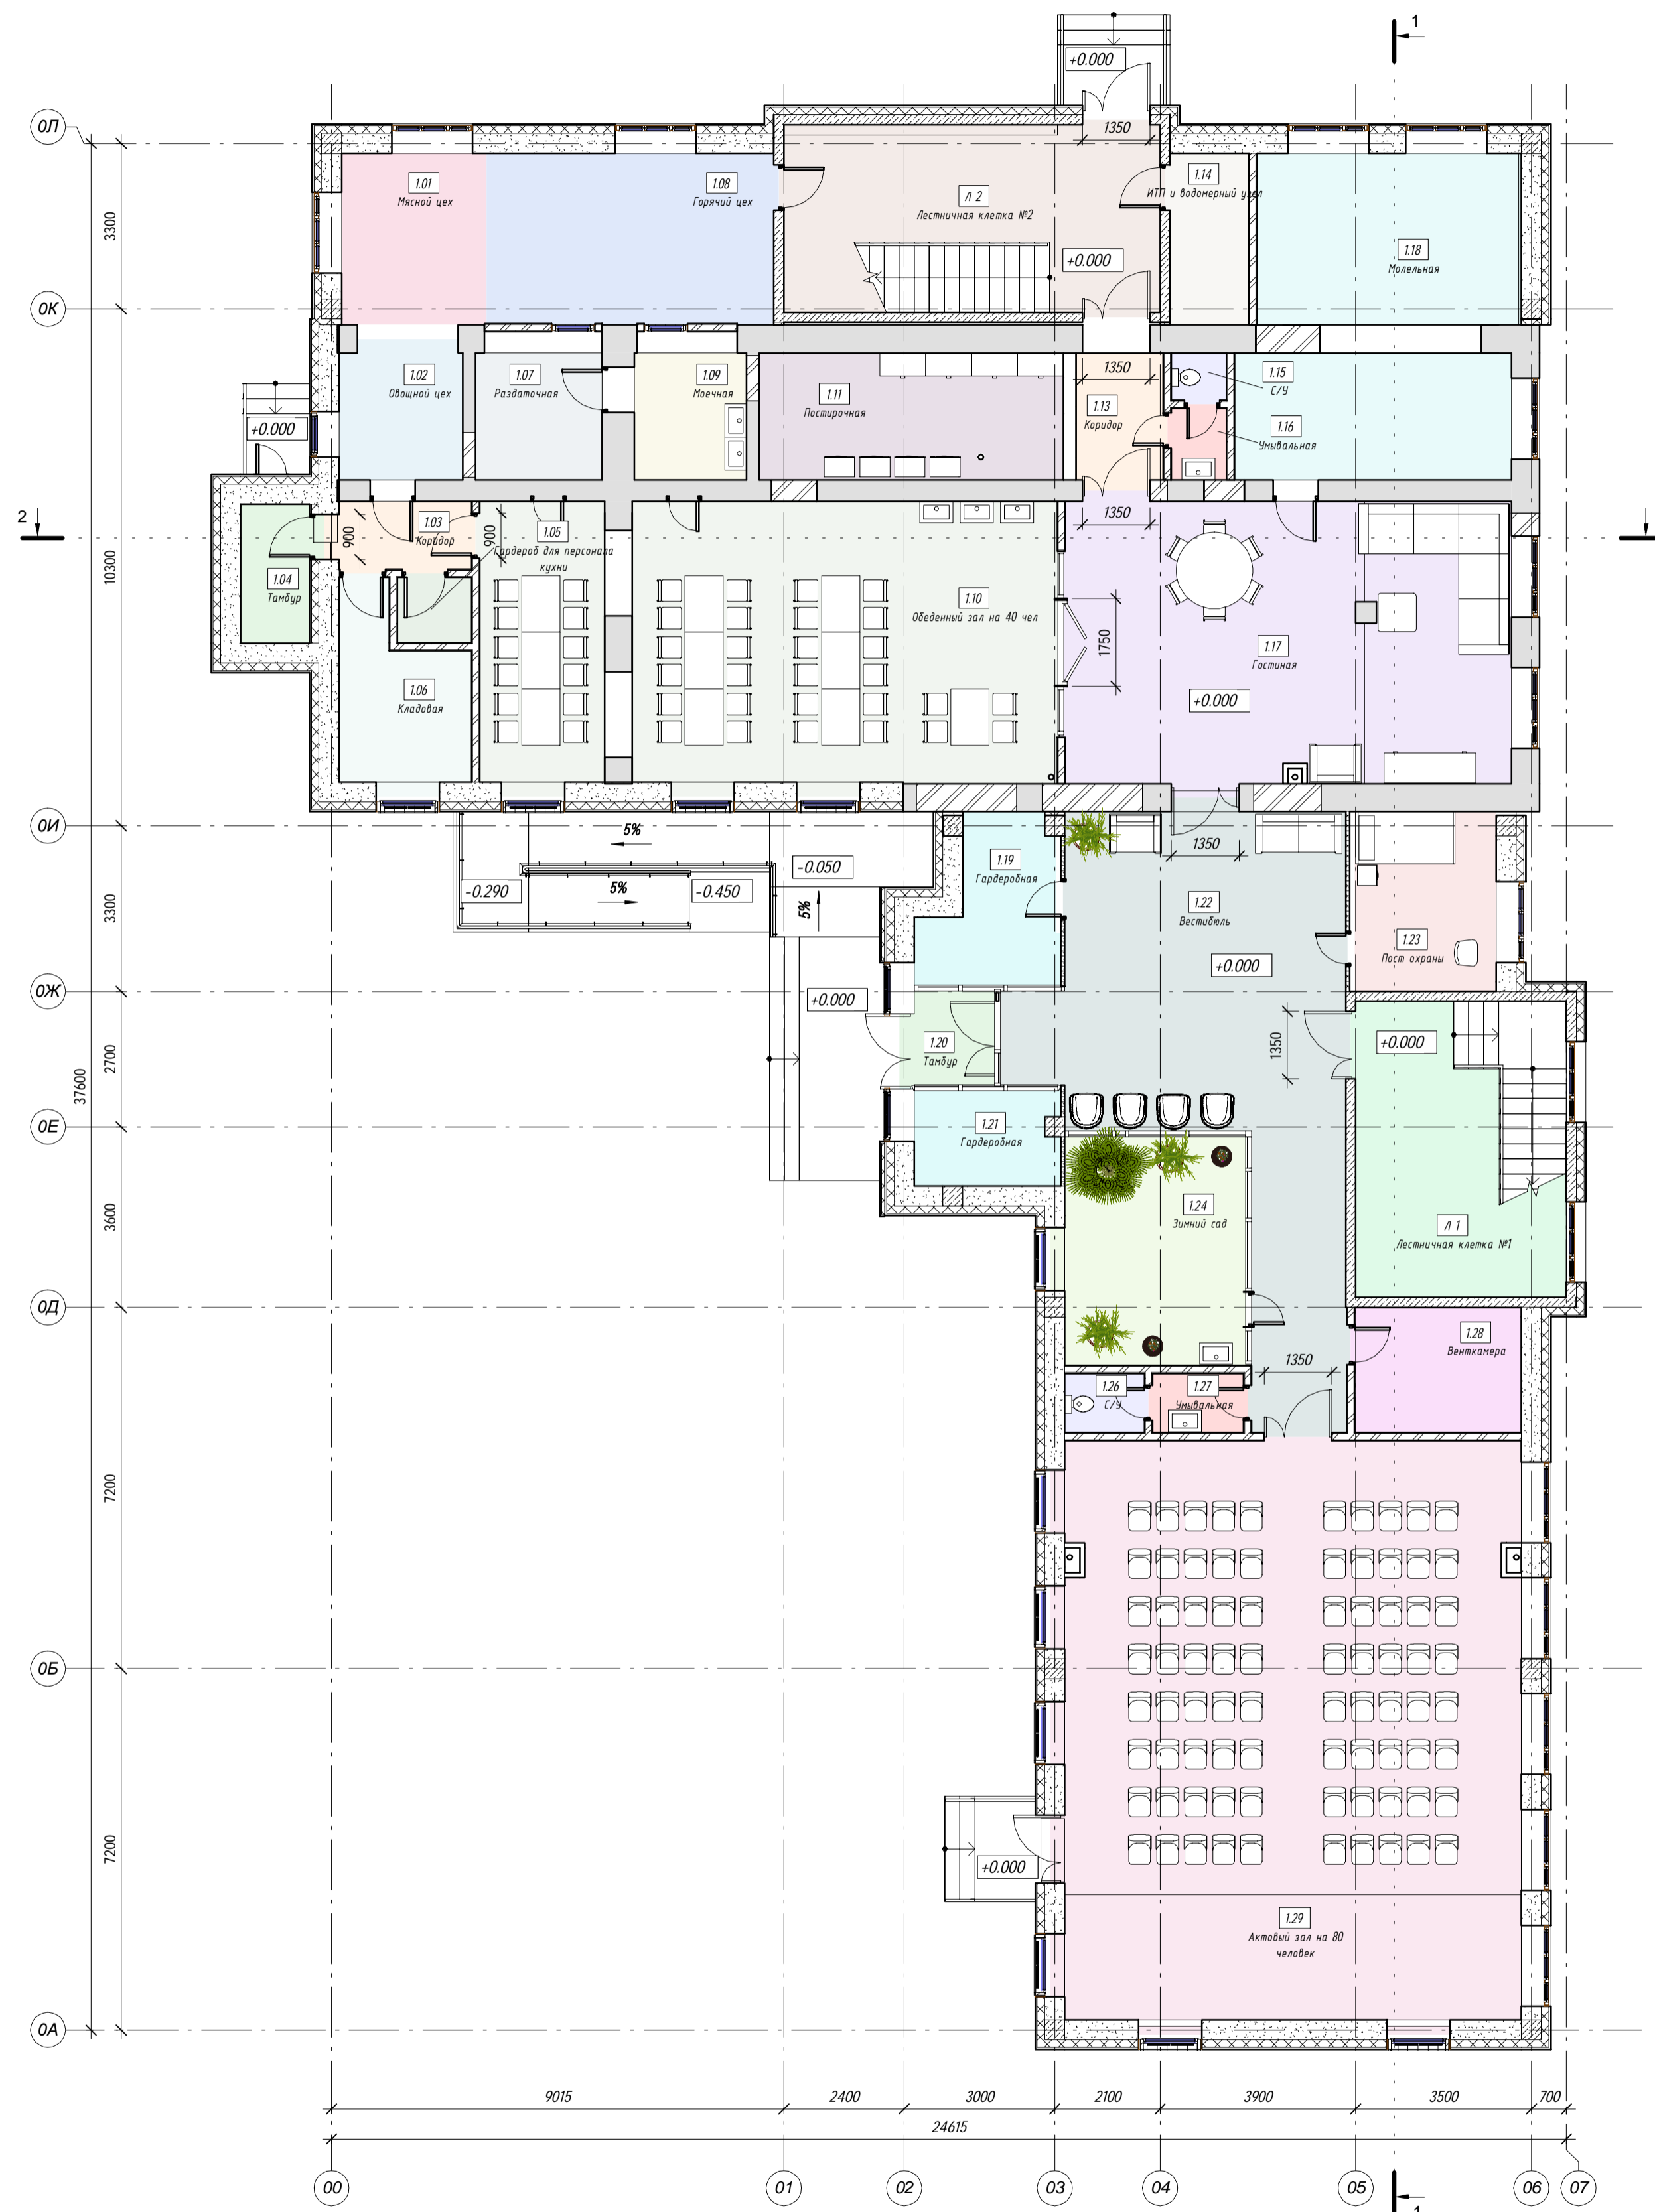 1
+0.000
0Л
1350
1.01
Мясной цех
1.08
Горячий цех
Л 2
Лестничная клетка №2
1.14
ИТП и водомерный узел
3300
1.18
Молельная
+0.000
0К
1.02
Овощной цех
1.07
Раздаточная
1.09
Моечная
1.11
Постирочная
1350
1.13
Коридор
1.15
С/У
1.16
Умывальная
+0.000
2
900
1.03
Коридор
900
1.05
Гардероб для персонала
кухни
1350
10300
1.04
Тамбур
1.10
Обеденный зал на 40 чел
1750
1.17
Гостиная
+0.000
1.06
Кладовая
0И
5%
-0.050
-0.290
5%
-0.450
5%
1350
1.19
Гардеробная
1.22
Вестибюль
3300
1.23
Пост охраны
+0.000
0Ж
+0.000
1.20
Тамбур
1350
+0.000
2700
37600
0Е
1.21
Гардеробная
3600
1.24
Зимний сад
Л 1
Лестничная клетка №1
0Д
1.28
Венткамера
1350
1.26
С/У
1.27
Умывальная
7200
0Б
7200
+0.000
1.29
Актовый зал на 80
человек
0А
9015
2400
3000
2100
3900
3500
700
24615
00
01
02
03
04
05
06
07
1